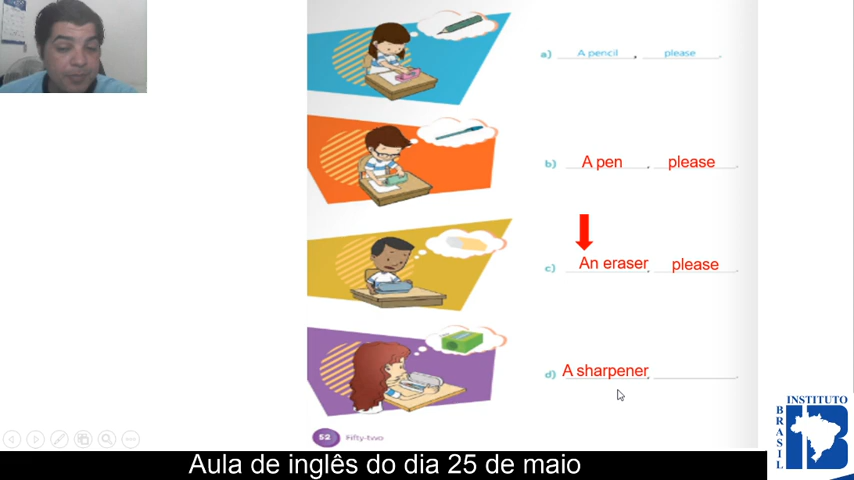 a) A pencil , please .
b) A pen , please .
c) An eraser , please .
d) A sharpener , .
52 Fifty-two
Aula de inglês do dia 25 de maio
INSTITUTO
BRASIL